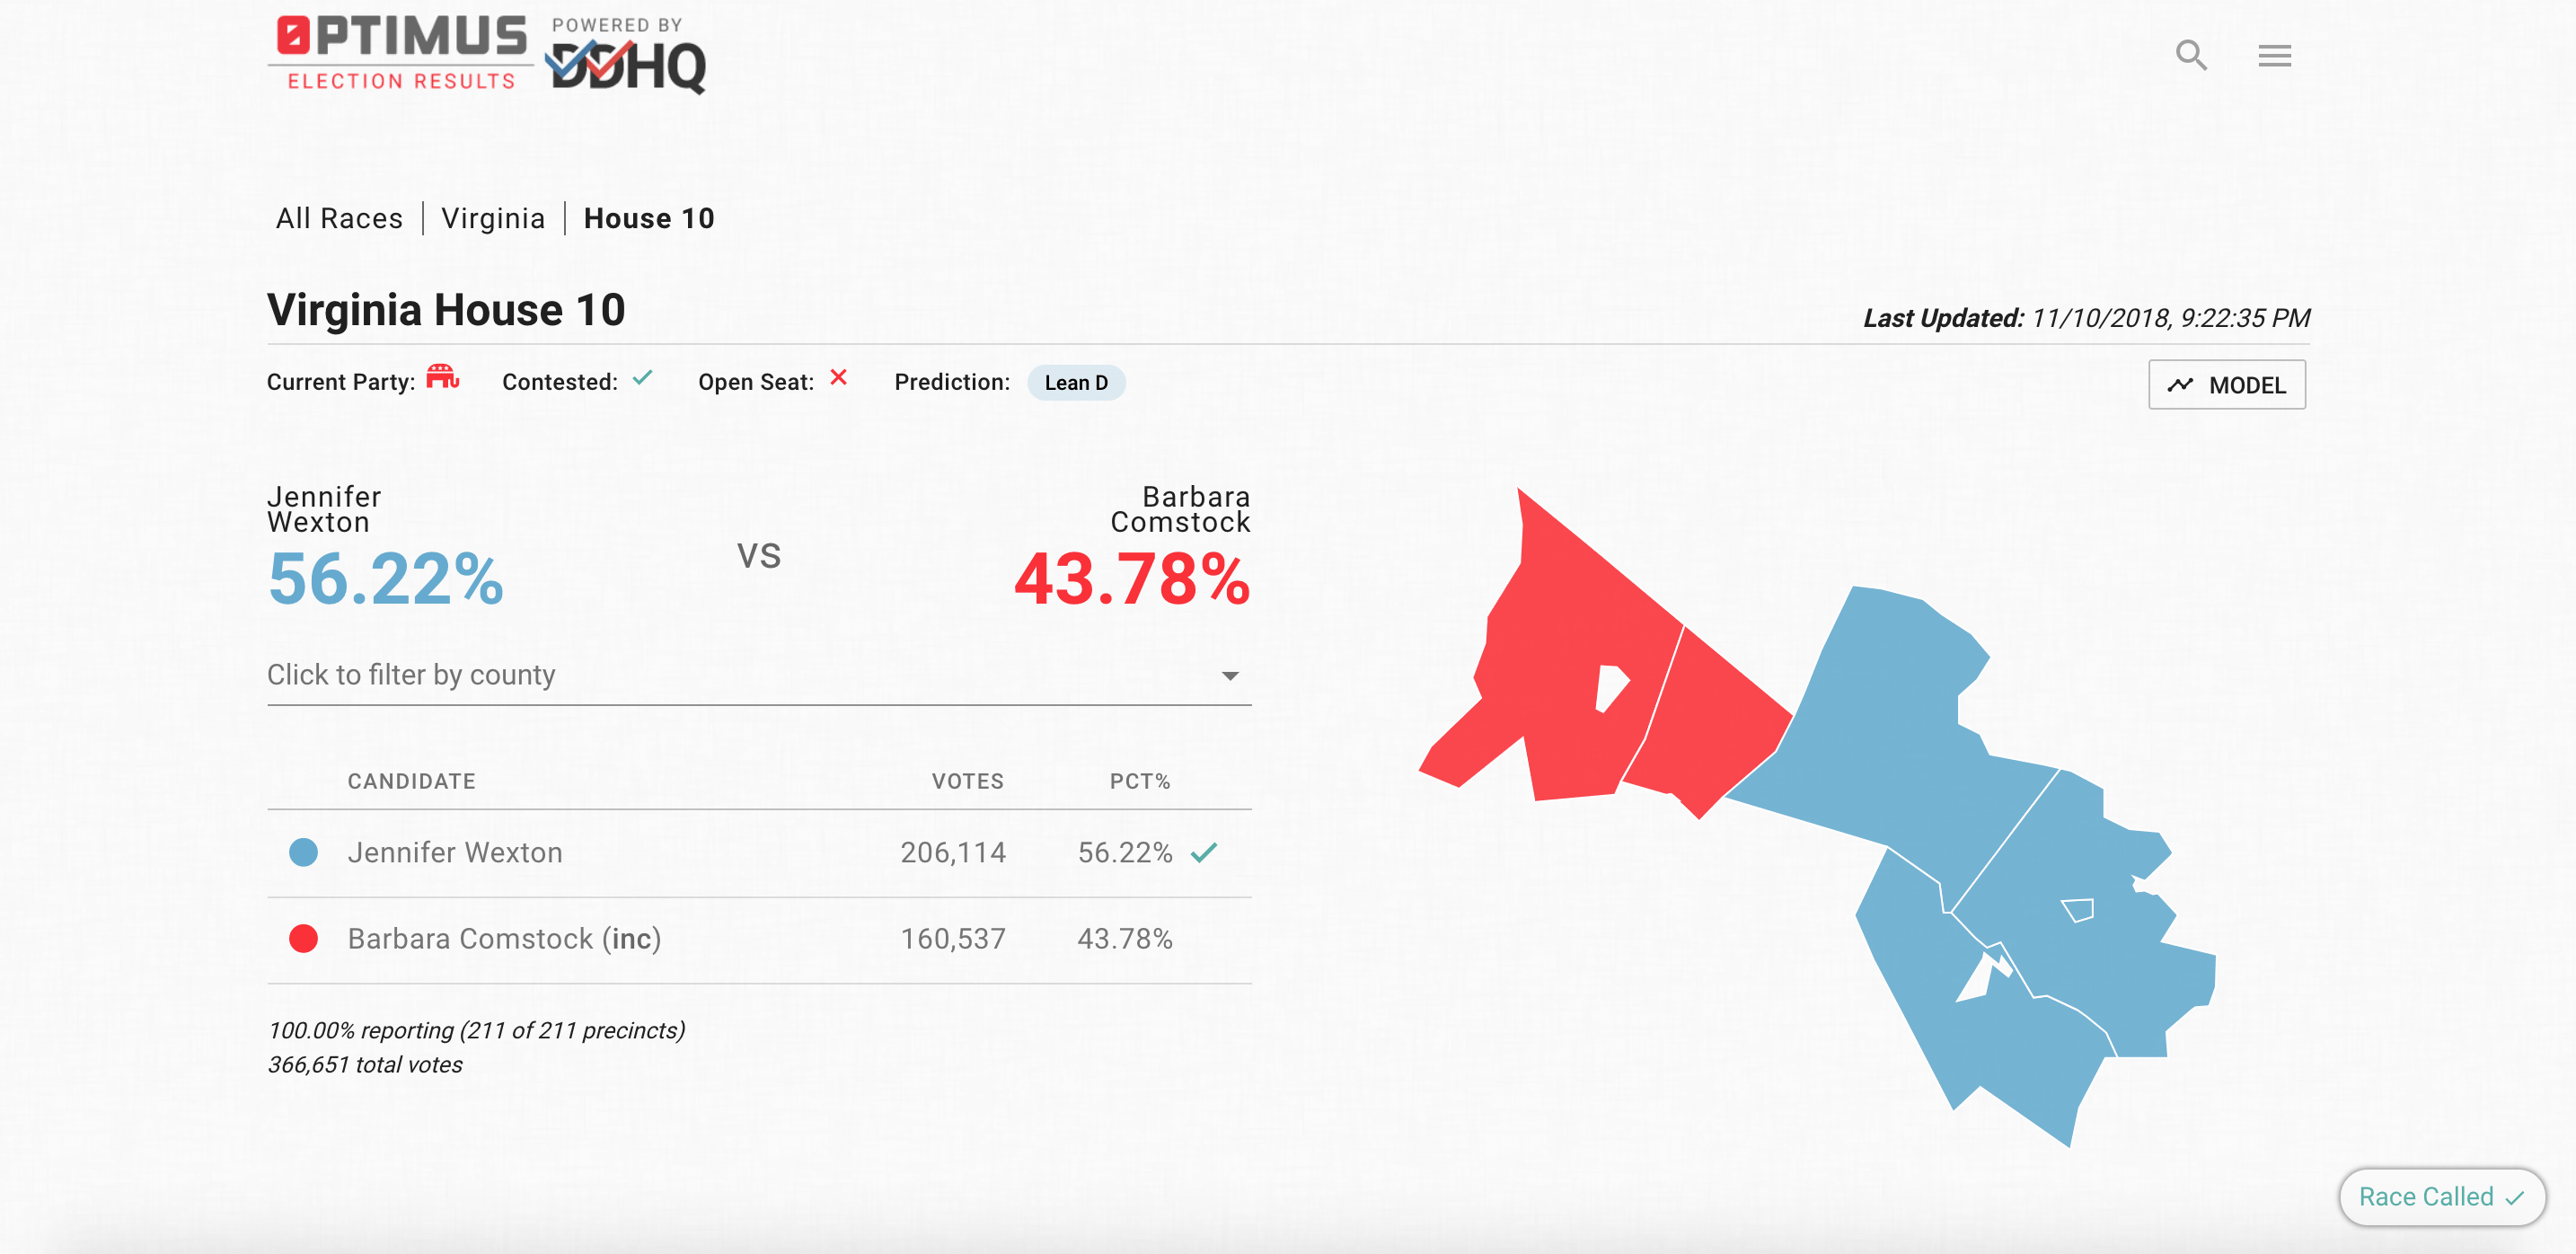 0PTIMUS
ELECTION RESULTS
POWERED BY
DDHQ
All Races | Virginia | House 10
Virginia House 10
Last Updated: 11/10/2018, 9:22:35 PM
Current Party: Contested: Open Seat: Prediction: Lean D
MODEL
Jennifer
Wexton
56.22%
VS
Barbara
Comstock
43.78%
Click to filter by county
CANDIDATE VOTES PCT%
Jennifer Wexton 206,114 56.22%
Barbara Comstock (inc) 160,537 43.78%
100.00% reporting (211 of 211 precincts)
366,651 total votes
Race Called